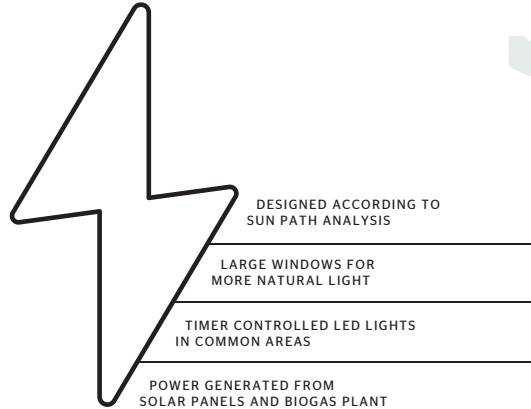 DESIGNED ACCORDING TO
SUN PATH ANALYSIS
LARGE WINDOWS FOR
MORE NATURAL LIGHT
TIMER CONTROLLED LED LIGHTS
IN COMMON AREAS
POWER GENERATED FROM
SOLAR PANELS AND BIOGAS PLANT